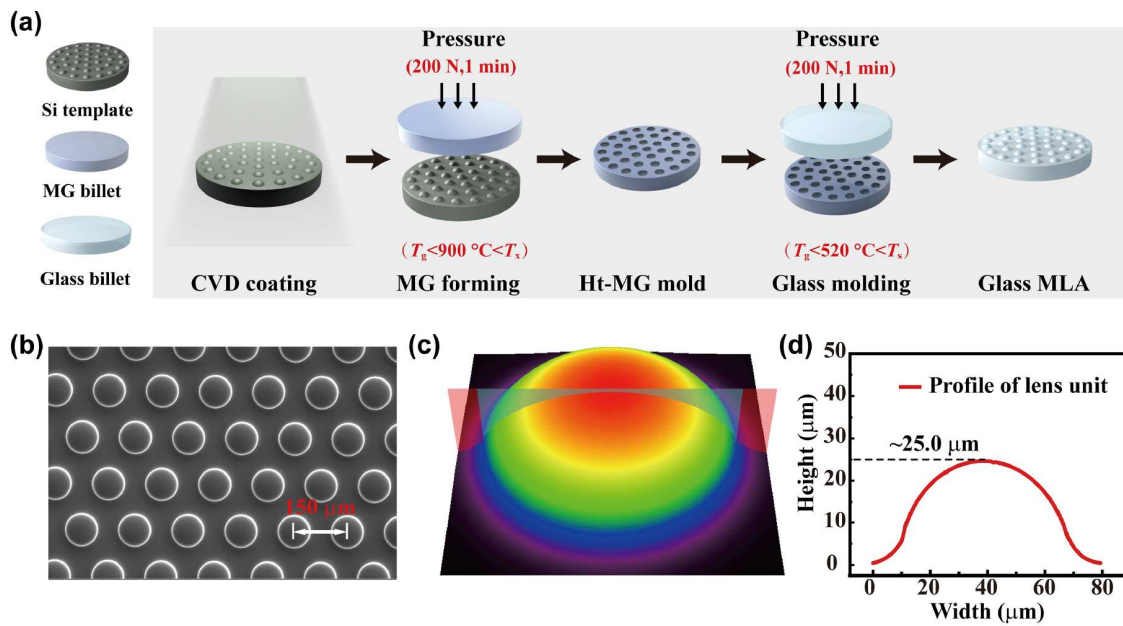 (a)
Si template
MG billet
Glass billet
CVD coating
Pressure
(200 N,1 min)
(Tg<900 °C<Tx)
MG forming
Ht-MG mold
Pressure
(200 N,1 min)
(Tg<520 °C<Ts)
Glass molding
Glass MLA
(b)
150 μm
(c)
(d)
Height (μm)
50
40
30
20
10
0
Profile of lens unit
~25.0 μm
0 20 40 60 80
Width (μm)